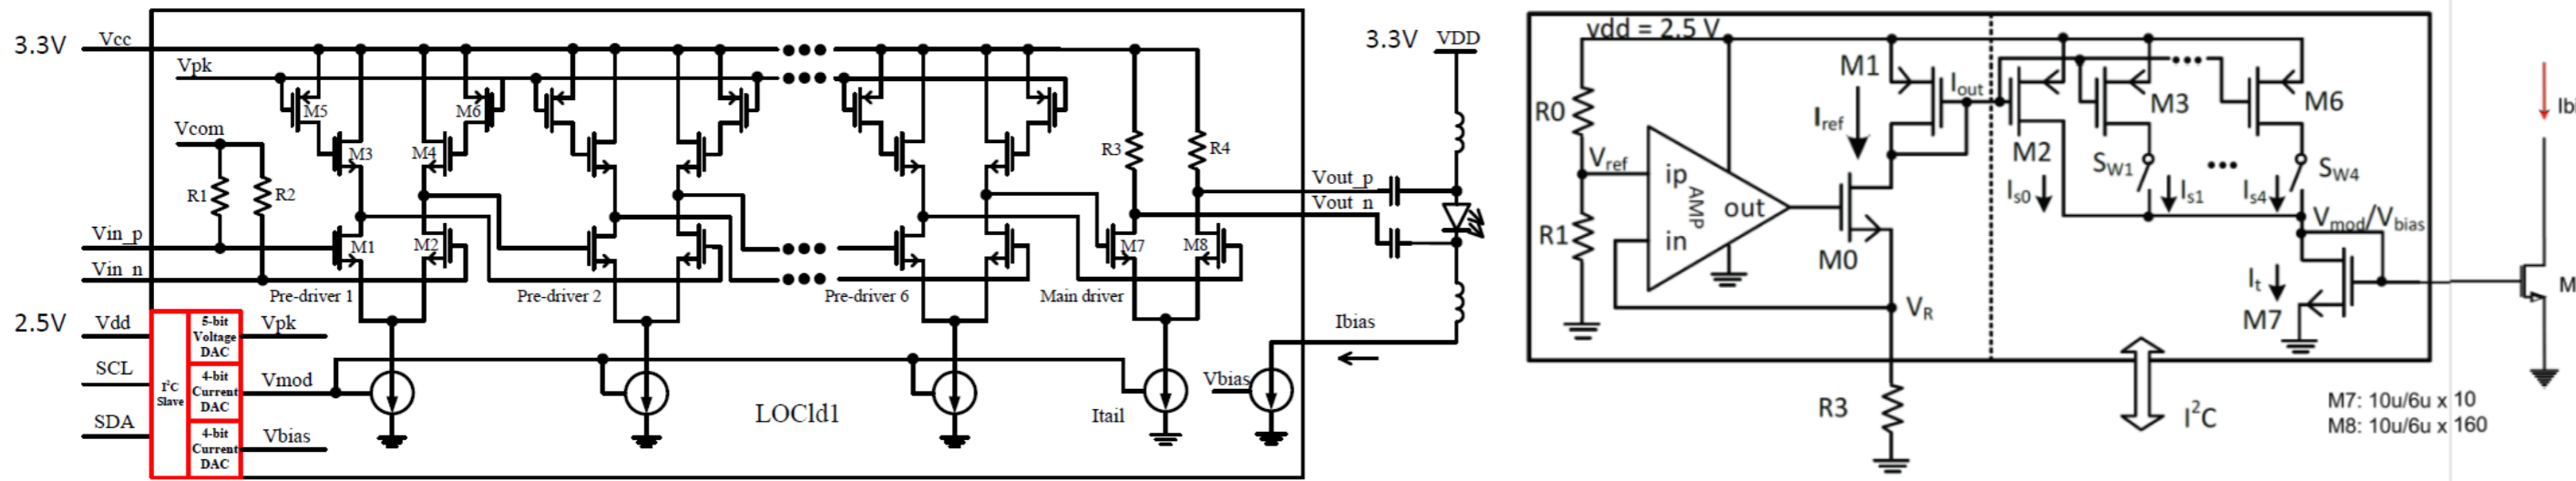 3.3V
Vcc
Vpk
M5
M6
Vcom
M3
M4
R1
R2
Vin_p
M1
M2
Vin_n
Pre-driver 1
Pre-driver 2
Pre-driver 6
Main driver
R3
R4
M7
M8
Vout_p
Vout_n
3.3V
VDD
2.5V
Vdd
SCL
SDA
I²C
Slave
5-bit
Voltage
DAC
4-bit
Current
DAC
4-bit
Current
DAC
Vpk
Vmod
Vbias
LOCld1
Itail
Vbias
Ibias
vdd = 2.5 V
R0
R1
Vref
ip
in
AMP
out
M1
Iref
Iout
M0
VR
R3
M2
M3
M6
SW1
SW4
Is0
Is1
Is4
Vmod/Vbias
It
M7
I²C
M7: 10u/6u x 10
M8: 10u/6u x 160